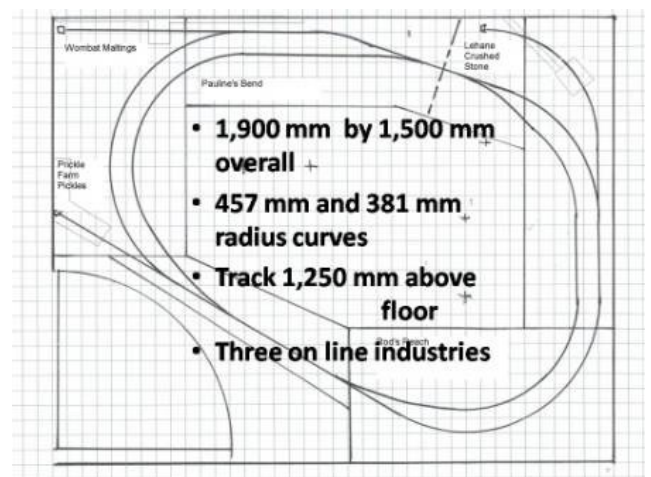 Wombat Maltings
Lehane
Crushed
Stone
Pauline's Bend
• 1,900 mm by 1,500 mm
overall
Prickle
Farm
Pickles
• 457 mm and 381 mm
radius curves
• Track 1,250 mm above
floor
Rod's Reach
• Three on line industries